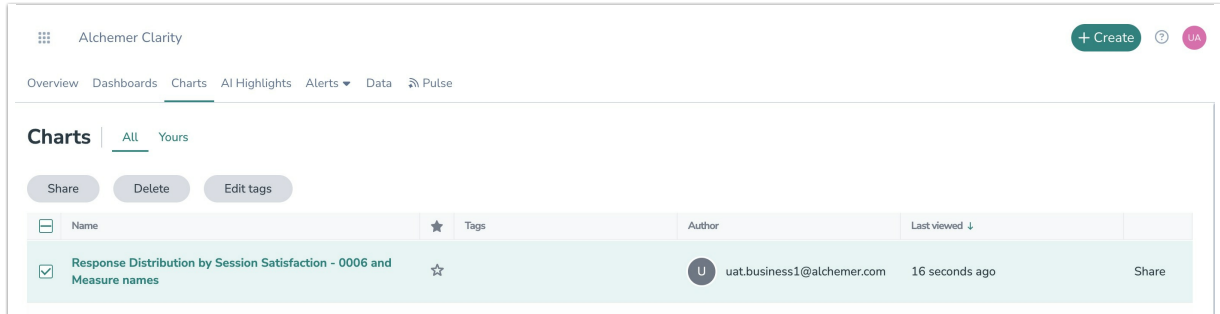 Alchemer Clarity
+ Create
?
UA
Overview Dashboards Charts AI Highlights Alerts Data Pulse
Charts All Yours
Share Delete Edit tags
Name Tags Author Last viewed ↓
Response Distribution by Session Satisfaction - 0006 and
Measure names
U uat.business1@alchemer.com 16 seconds ago Share